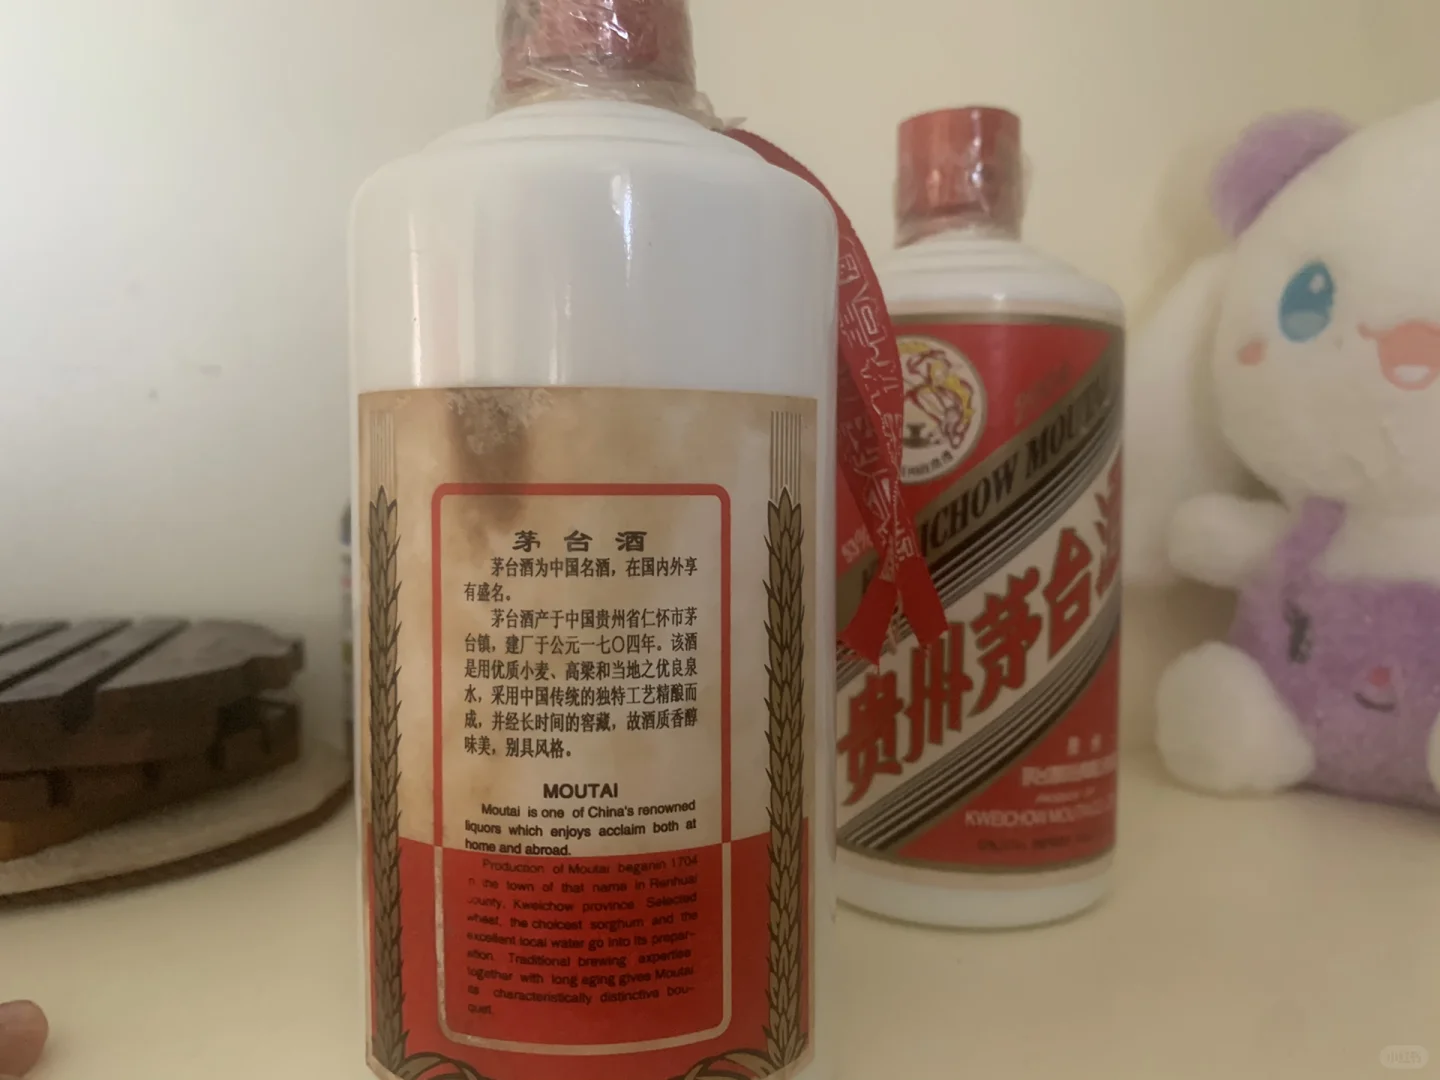 茅台酒
茅台酒为中国名酒，在国内外享
有盛名。
茅台酒产于中国贵州省仁怀市茅
台镇，建厂于公元一七〇四年。该酒
是用优质小麦、高粱和当地之优良泉
水，采用中国传统的独特工艺精酿而
成，并经长时间的窖藏，故酒质香醇
味美，别具风格。
MOUTAI
Moutai is one of China's renowned
liquors which enjoys acclaim both at
home and abroad.
Production of Moutai began in 1704
the town of that name in Renhuai
Kweichow province. Selected
wheat, the choicest sorghum and the
excellent local water go into its prepar-
Traditional brewing expertise
together with long aging gives Moutai
its characteristically distinctive bou-
quet.
53%
MOUTAI
贵州茅台酒
贵州
KWEICHOW MOUTAI
小红书